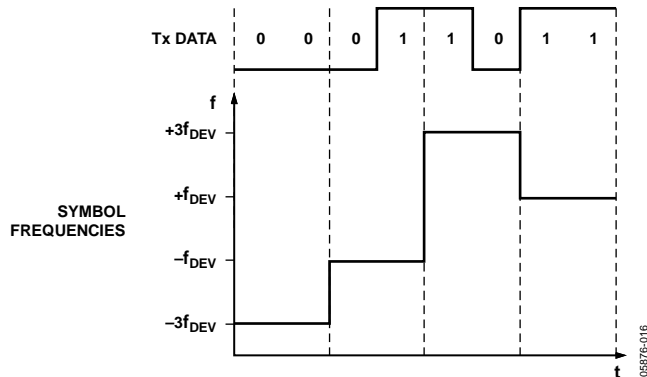 Tx DATA 0 0 0 1 1 0 1 1
f
+3fDEV
+fDEV
SYMBOL
FREQUENCIES
–fDEV
–3fDEV
t
05876-016